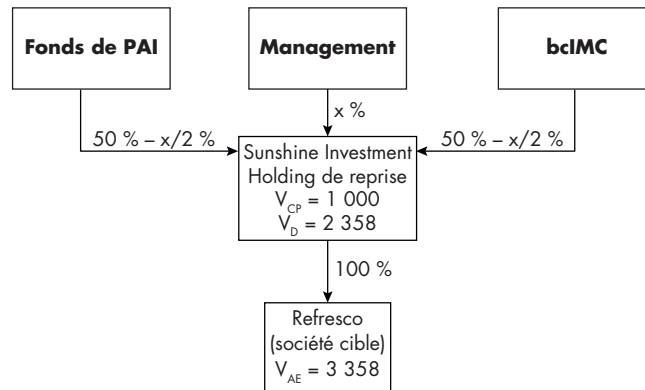 Fonds de PAI
Management
bcIMC
x %
50 % – x/2 %
50 % – x/2 %
Sunshine Investment
Holding de reprise
V_CP = 1 000
V_D = 2 358
100 %
Refresco
(société cible)
V_AE = 3 358